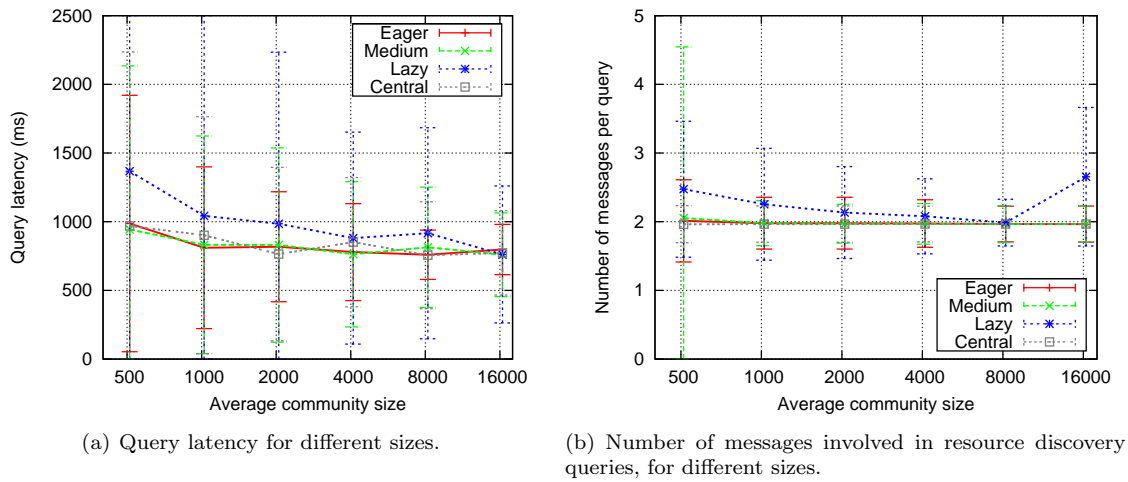 2500
2000
1500
1000
500
0
Query latency (ms)
500 1000 2000 4000 8000 16000
Average community size
Eager
Medium
Lazy
Central
(a) Query latency for different sizes.
5
4
3
2
1
0
Number of messages per query
500 1000 2000 4000 8000 16000
Average community size
Eager
Medium
Lazy
Central
(b) Number of messages involved in resource discovery
queries, for different sizes.